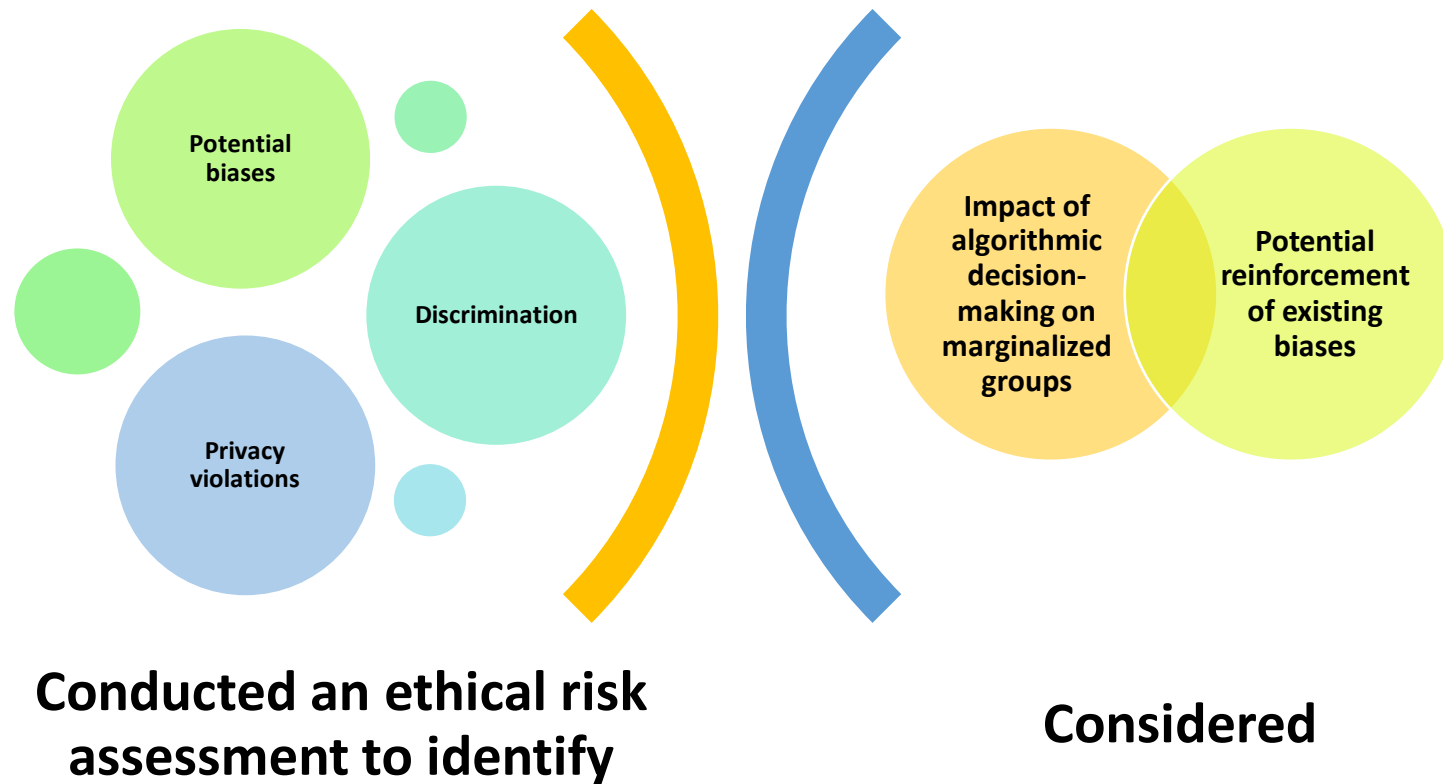 Potential
biases
Discrimination
Privacy
violations
Conducted an ethical risk
assessment to identify
Impact of
algorithmic
decision-
making on
marginalized
groups
Potential
reinforcement
of existing
biases
Considered